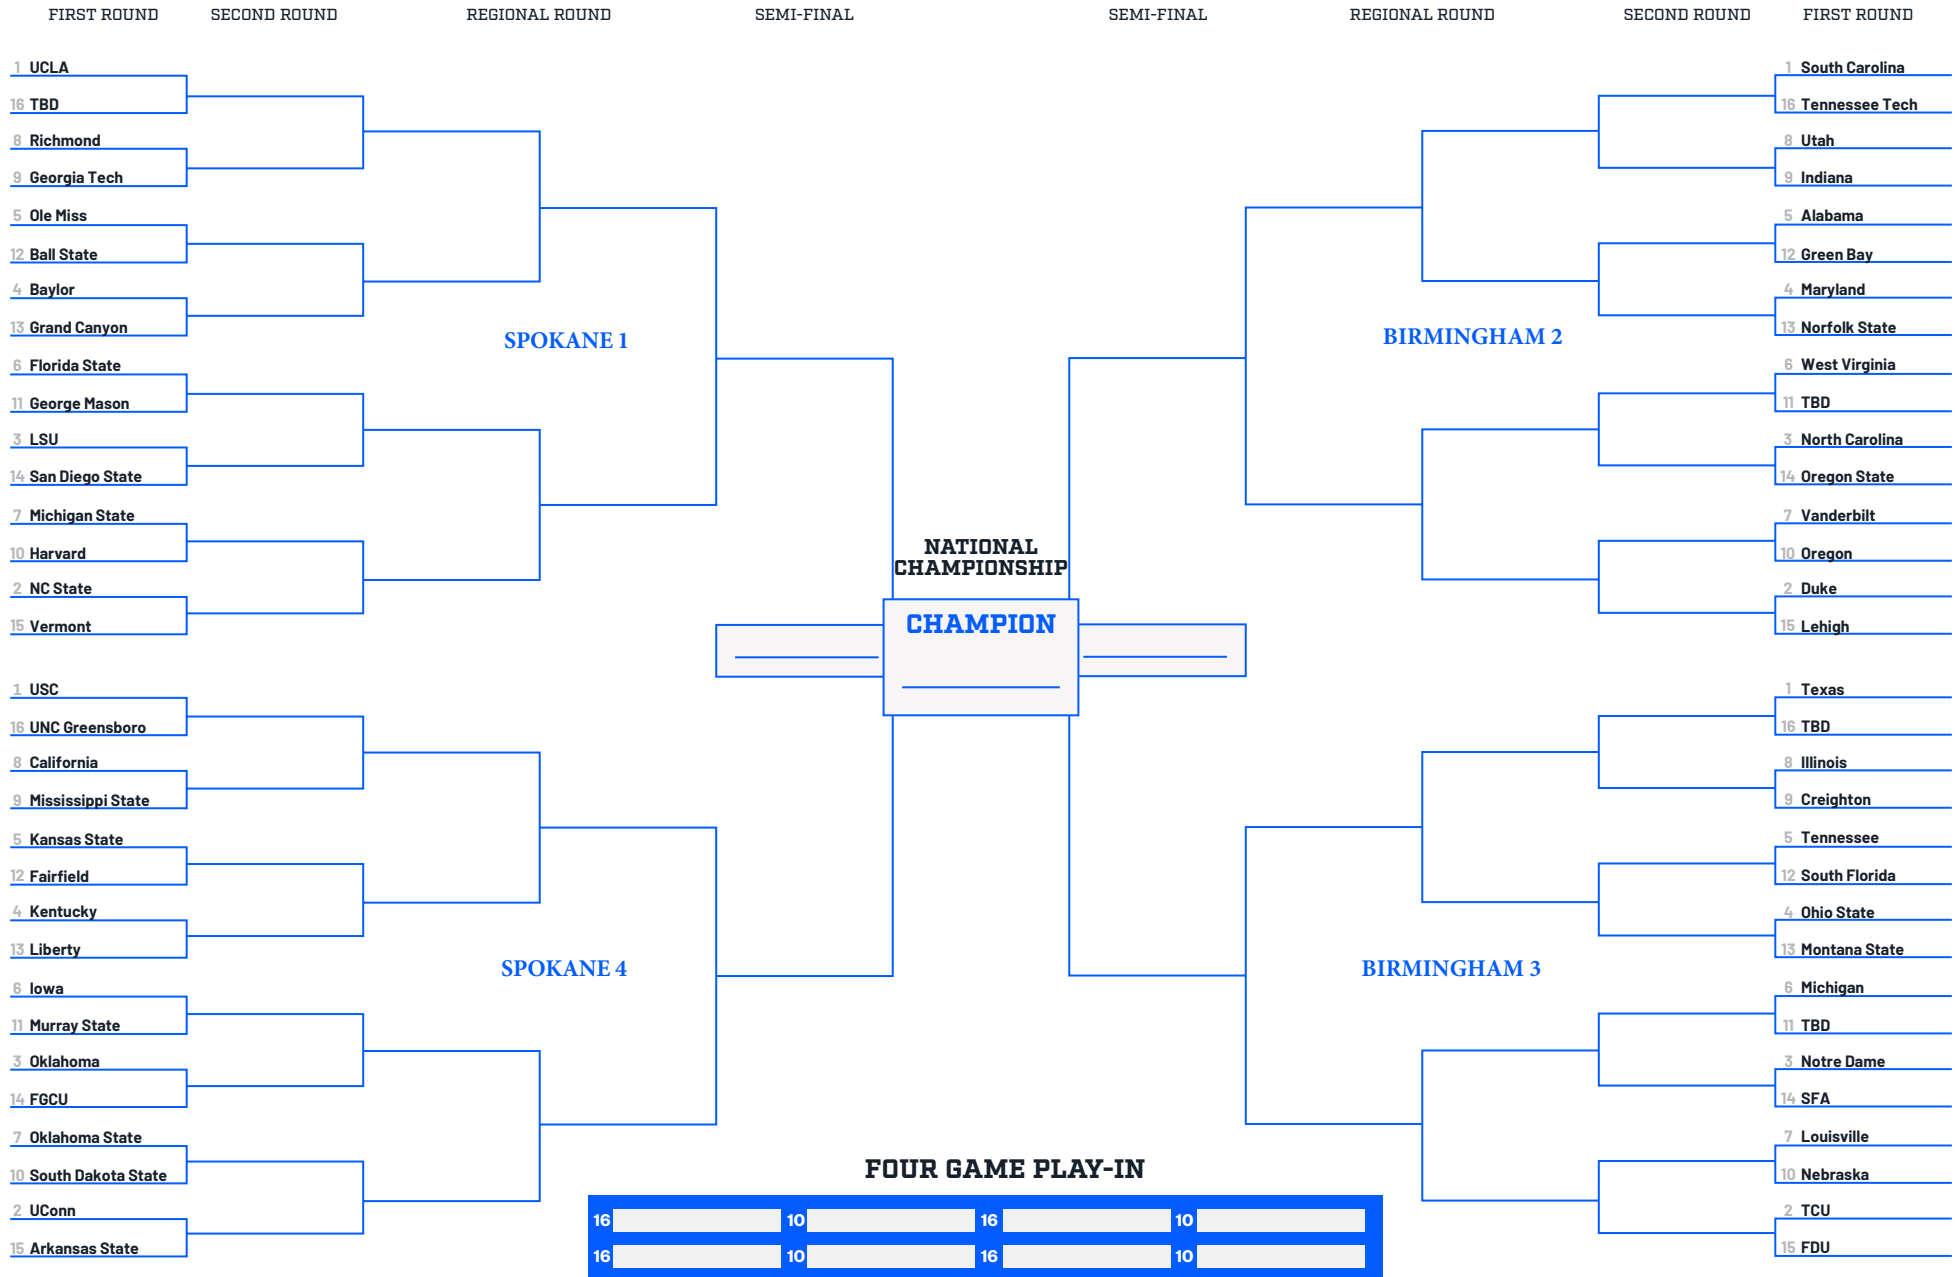 FIRST ROUND SECOND ROUND REGIONAL ROUND SEMI-FINAL SEMI-FINAL REGIONAL ROUND SECOND ROUND FIRST ROUND
1 UCLA
16 TBD
8 Richmond
9 Georgia Tech
5 Ole Miss
12 Ball State
4 Baylor
13 Grand Canyon
6 Florida State
11 George Mason
3 LSU
14 San Diego State
7 Michigan State
10 Harvard
2 NC State
15 Vermont
SPOKANE 1
1 USC
16 UNC Greensboro
8 California
9 Mississippi State
5 Kansas State
12 Fairfield
4 Kentucky
13 Liberty
6 Iowa
11 Murray State
3 Oklahoma
14 FGCU
7 Oklahoma State
10 South Dakota State
2 UConn
15 Arkansas State
SPOKANE 4
NATIONAL
CHAMPIONSHIP
CHAMPION
1 South Carolina
16 Tennessee Tech
8 Utah
9 Indiana
5 Alabama
12 Green Bay
4 Maryland
13 Norfolk State
6 West Virginia
11 TBD
3 North Carolina
14 Oregon State
7 Vanderbilt
10 Oregon
2 Duke
15 Lehigh
BIRMINGHAM 2
1 Texas
16 TBD
8 Illinois
9 Creighton
5 Tennessee
12 South Florida
4 Ohio State
13 Montana State
6 Michigan
11 TBD
3 Notre Dame
14 SFA
7 Louisville
10 Nebraska
2 TCU
15 FDU
BIRMINGHAM 3
FOUR GAME PLAY-IN
16 10 16 10
16 10 16 10